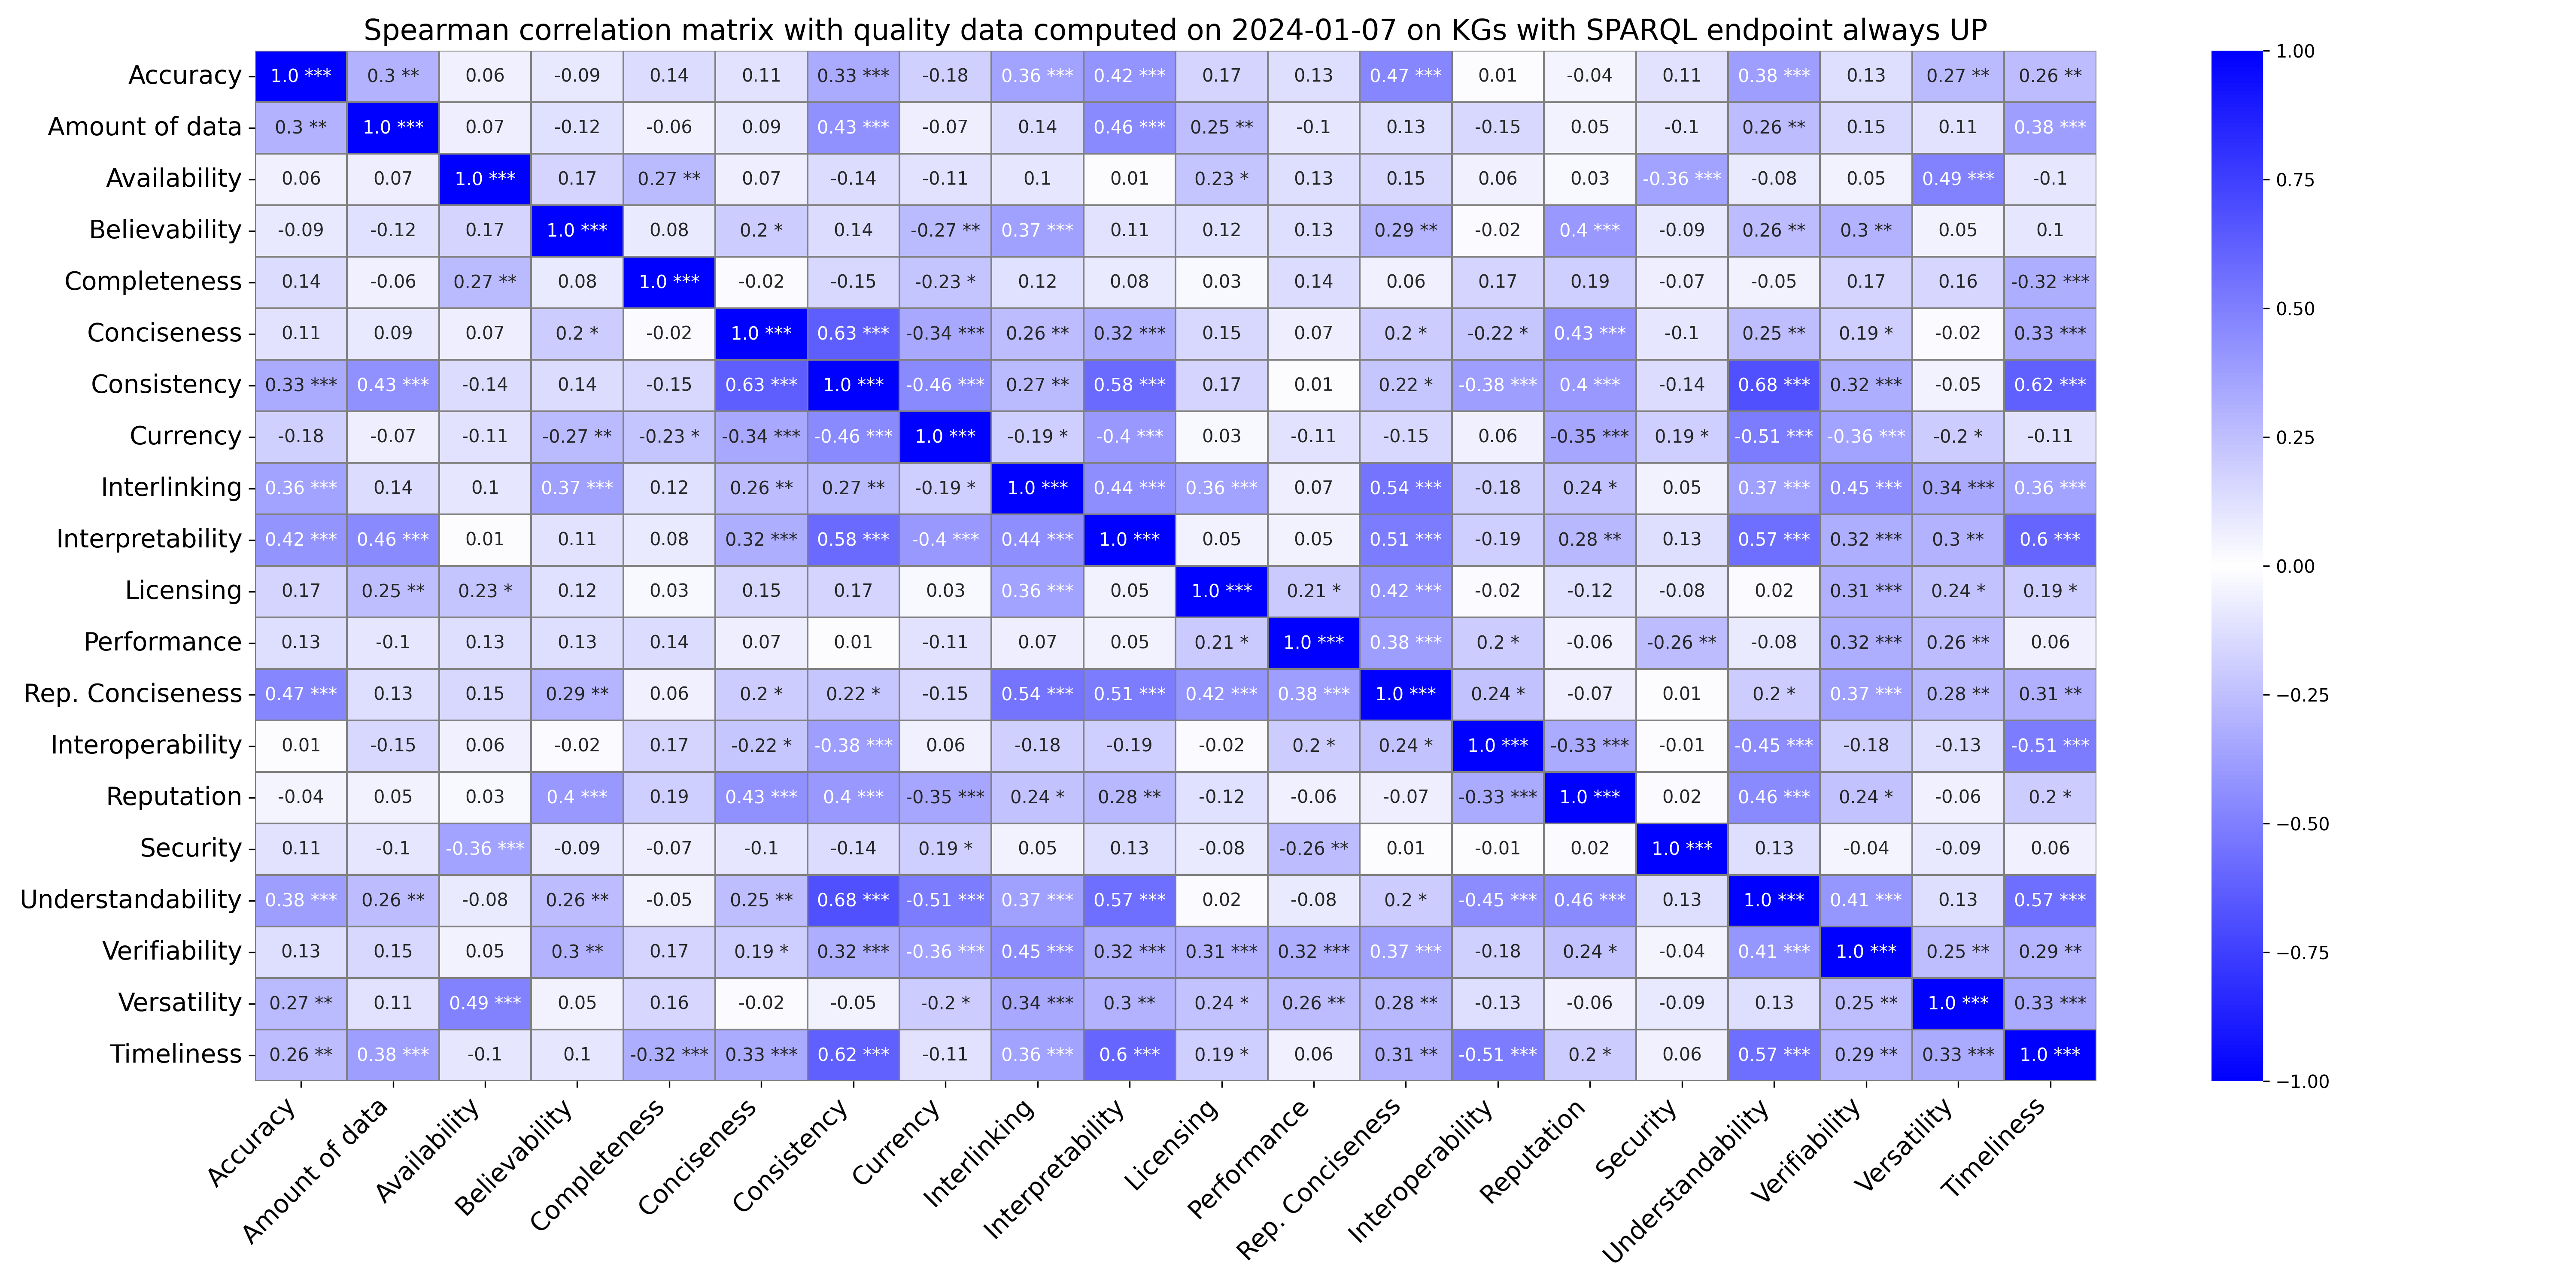 Spearman correlation matrix with quality data computed on 2024-01-07 on KGs with SPARQL endpoint always UP
Accuracy 1.0 *** 0.3 ** 0.06 -0.09 0.14 0.11 0.33 *** -0.18 0.36 *** 0.42 *** 0.17 0.13 0.47 *** 0.01 -0.04 0.11 0.38 *** 0.13 0.27 ** 0.26 **
Amount of data 0.3 ** 1.0 *** 0.07 -0.12 -0.06 0.09 0.43 *** -0.07 0.14 0.46 *** 0.25 ** -0.1 0.13 -0.15 0.05 -0.1 0.26 ** 0.15 0.11 0.38 ***
Availability 0.06 0.07 1.0 *** 0.17 0.27 ** 0.07 -0.14 -0.11 0.1 0.01 0.23 * 0.13 0.15 0.06 0.03 -0.36 *** -0.08 0.05 0.49 *** -0.1
Believability -0.09 -0.12 0.17 1.0 *** 0.08 0.2 * 0.14 -0.27 ** 0.37 *** 0.11 0.12 0.13 0.29 ** -0.02 0.4 *** -0.09 0.26 ** 0.3 ** 0.05 0.1
Completeness 0.14 -0.06 0.27 ** 0.08 1.0 *** -0.02 -0.15 -0.23 * 0.12 0.08 0.03 0.14 0.06 0.17 0.19 -0.07 -0.05 0.17 0.16 -0.32 ***
Conciseness 0.11 0.09 0.07 0.2 * -0.02 1.0 *** 0.63 *** -0.34 *** 0.26 ** 0.32 *** 0.15 0.07 0.2 * -0.22 * 0.43 *** -0.1 0.25 ** 0.19 * -0.02 0.33 ***
Consistency 0.33 *** 0.43 *** -0.14 0.14 -0.15 0.63 *** 1.0 *** -0.46 *** 0.27 ** 0.58 *** 0.17 0.01 0.22 * -0.38 *** 0.4 *** -0.14 0.68 *** 0.32 *** -0.05 0.62 ***
Currency -0.18 -0.07 -0.11 -0.27 ** -0.23 * -0.34 *** -0.46 *** 1.0 *** -0.19 * -0.4 *** 0.03 -0.11 -0.15 0.06 -0.35 *** 0.19 * -0.51 *** -0.36 *** -0.2 * -0.11
Interlinking 0.36 *** 0.14 0.1 0.37 *** 0.12 0.26 ** 0.27 ** -0.19 * 1.0 *** 0.44 *** 0.36 *** 0.07 0.54 *** -0.18 0.24 * 0.05 0.37 *** 0.45 *** 0.34 *** 0.36 ***
Interpretability 0.42 *** 0.46 *** 0.01 0.11 0.08 0.32 *** 0.58 *** -0.4 *** 0.44 *** 1.0 *** 0.05 0.05 0.51 *** -0.19 0.28 ** 0.13 0.57 *** 0.32 *** 0.3 ** 0.6 ***
Licensing 0.17 0.25 ** 0.23 * 0.12 0.03 0.15 0.17 0.03 0.36 *** 0.05 1.0 *** 0.21 * 0.42 *** -0.02 -0.12 -0.08 0.02 0.31 *** 0.24 * 0.19 *
Performance 0.13 -0.1 0.13 0.13 0.14 0.07 0.01 -0.11 0.07 0.05 0.21 * 1.0 *** 0.38 *** 0.2 * -0.06 -0.26 ** -0.08 0.32 *** 0.26 ** 0.06
Rep. Conciseness 0.47 *** 0.13 0.15 0.29 ** 0.06 0.2 * 0.22 * -0.15 0.54 *** 0.51 *** 0.42 *** 0.38 *** 1.0 *** 0.24 * -0.07 0.01 0.2 * 0.37 *** 0.28 ** 0.31 **
Interoperability 0.01 -0.15 0.06 -0.02 0.17 -0.22 * -0.38 *** 0.06 -0.18 -0.19 -0.02 0.2 * 0.24 * 1.0 *** -0.33 *** -0.01 -0.45 *** -0.18 -0.13 -0.51 ***
Reputation -0.04 0.05 0.03 0.4 *** 0.19 0.43 *** 0.4 *** -0.35 *** 0.24 * 0.28 ** -0.12 -0.06 -0.07 -0.33 *** 1.0 *** 0.02 0.46 *** 0.24 * -0.06 0.2 *
Security 0.11 -0.1 -0.36 *** -0.09 -0.07 -0.1 -0.14 0.19 * 0.05 0.13 -0.08 -0.26 ** 0.01 -0.01 0.02 1.0 *** 0.13 -0.04 -0.09 0.06
Understandability 0.38 *** 0.26 ** -0.08 0.26 ** -0.05 0.25 ** 0.68 *** -0.51 *** 0.37 *** 0.57 *** 0.02 -0.08 0.2 * -0.45 *** 0.46 *** 0.13 1.0 *** 0.41 *** 0.13 0.57 ***
Verifiability 0.13 0.15 0.05 0.3 ** 0.17 0.19 * 0.32 *** -0.36 *** 0.45 *** 0.32 *** 0.31 *** 0.32 *** 0.37 *** -0.18 0.24 * -0.04 0.41 *** 1.0 *** 0.25 ** 0.29 **
Versatility 0.27 ** 0.11 0.49 *** 0.05 0.16 -0.02 -0.05 -0.2 * 0.34 *** 0.3 ** 0.24 * 0.26 ** 0.28 ** -0.13 -0.06 -0.09 0.13 0.25 ** 1.0 *** 0.33 ***
Timeliness 0.26 ** 0.38 *** -0.1 0.1 -0.32 *** 0.33 *** 0.62 *** -0.11 0.36 *** 0.6 *** 0.19 * 0.06 0.31 ** -0.51 *** 0.2 * 0.06 0.57 *** 0.29 ** 0.33 *** 1.0 ***
Accuracy
Amount of data
Availability
Believability
Completeness
Conciseness
Consistency
Currency
Interlinking
Interpretability
Licensing
Performance
Rep. Conciseness
Interoperability
Reputation
Security
Understandability
Verifiability
Versatility
Timeliness
1.00
0.75
0.50
0.25
0.00
−0.25
−0.50
−0.75
−1.00